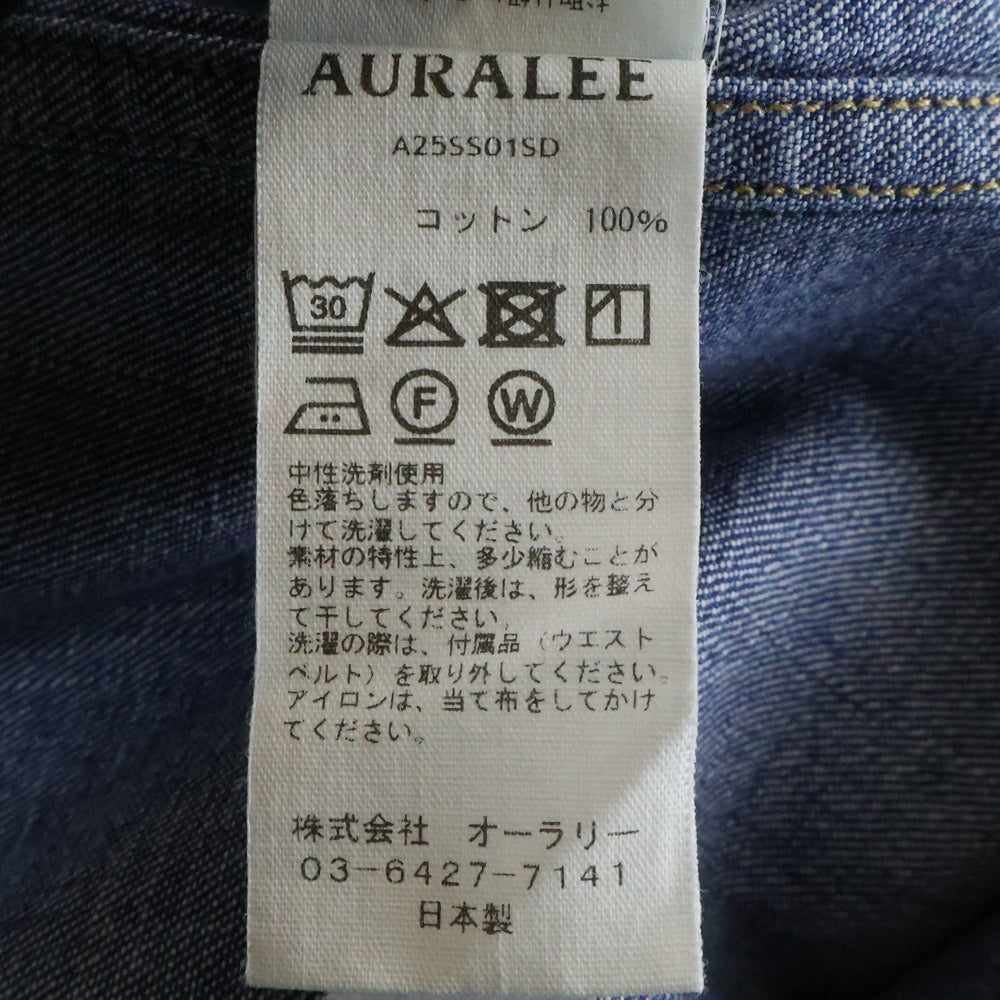 AURALEE
A25SS01SD
コットン 100%
30
F W
中性洗剤使用
色落ちしますので、他の物と分
けて洗濯してください。
素材の特性上、多少縮むことが
あります。洗濯後は、形を整え
て干してください。
洗濯の際は、付属品（ウエスト
ベルト）を取り外してください。
アイロンは、当て布をしてかけ
てください。
株式会社 オーラリー
03-6427-7141
日本製